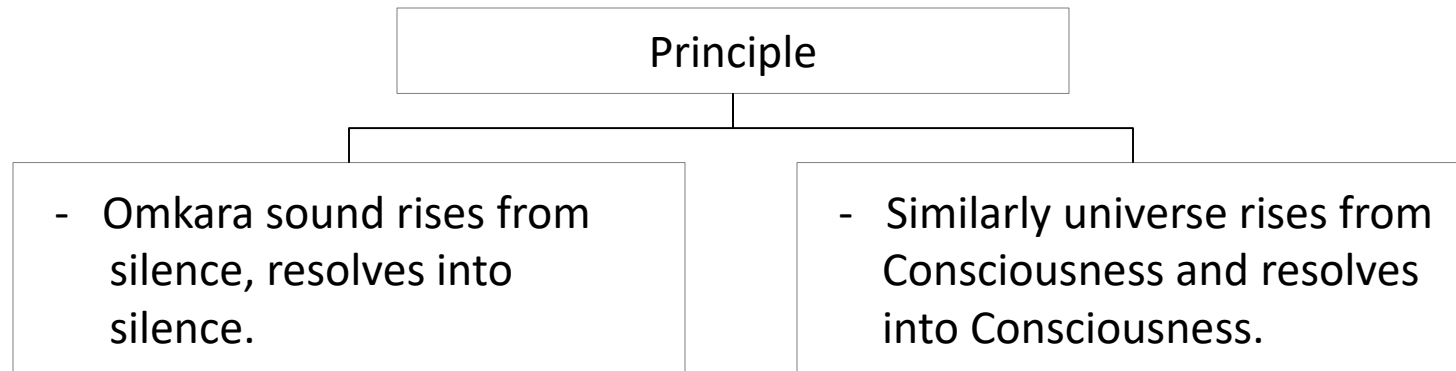 Principle
- Omkara sound rises from
silence, resolves into
silence.
- Similarly universe rises from
Consciousness and resolves
into Consciousness.